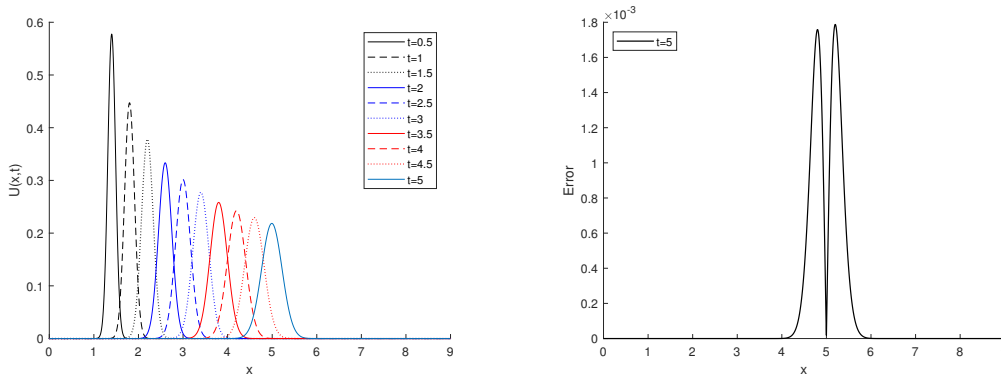 0.6
0.5
0.4
0.3
0.2
0.1
0
U(x,t)
0 1 2 3 4 5 6 7 8 9
x
t=0.5
t=1
t=1.5
t=2
t=2.5
t=3
t=3.5
t=4
t=4.5
t=5
×10⁻³
1.8
1.6
1.4
1.2
1
0.8
0.6
0.4
0.2
0
Error
0 1 2 3 4 5 6 7 8
x
t=5